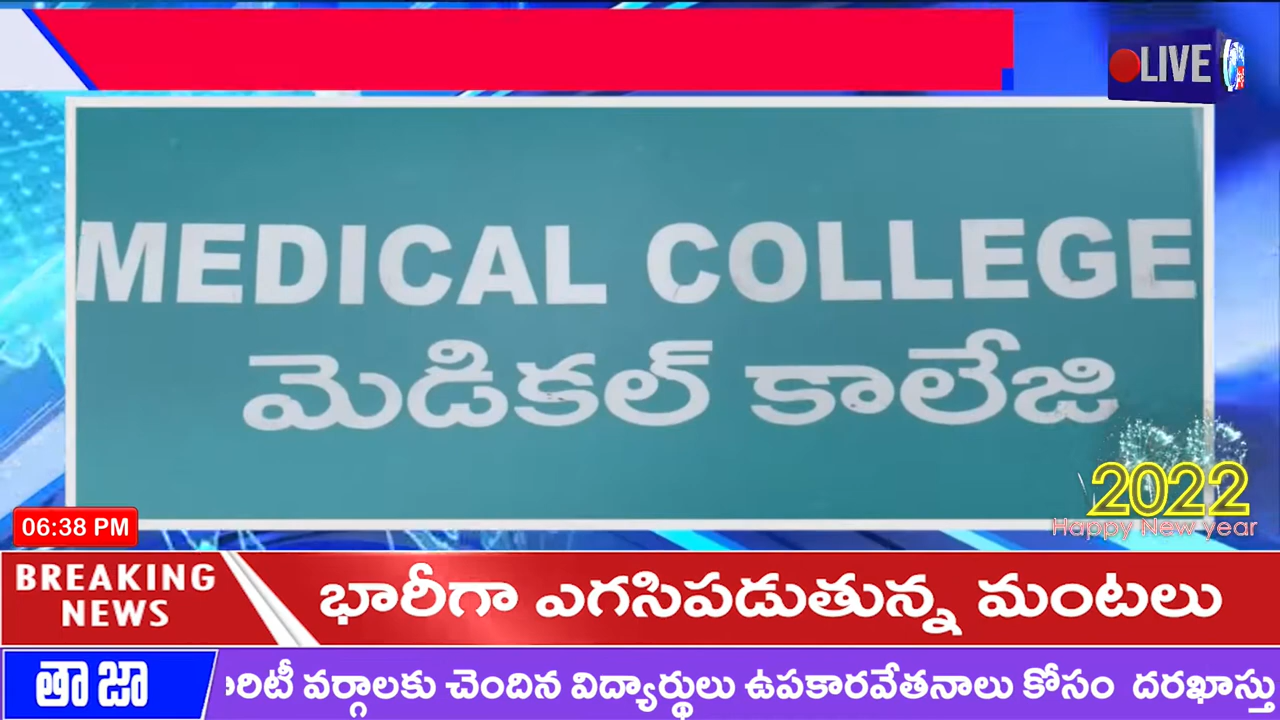 LIVE
MEDICAL COLLEGE
మెడికల్ కాలేజి
2022
Happy New year
06:38 PM
BREAKING
NEWS
భారీగా ఎగసిపడుతున్న మంటలు
తాజా
వర్గాలకు చెందిన విద్యార్థులు ఉపకారవేతనాలు కోసం దరఖాస్తు